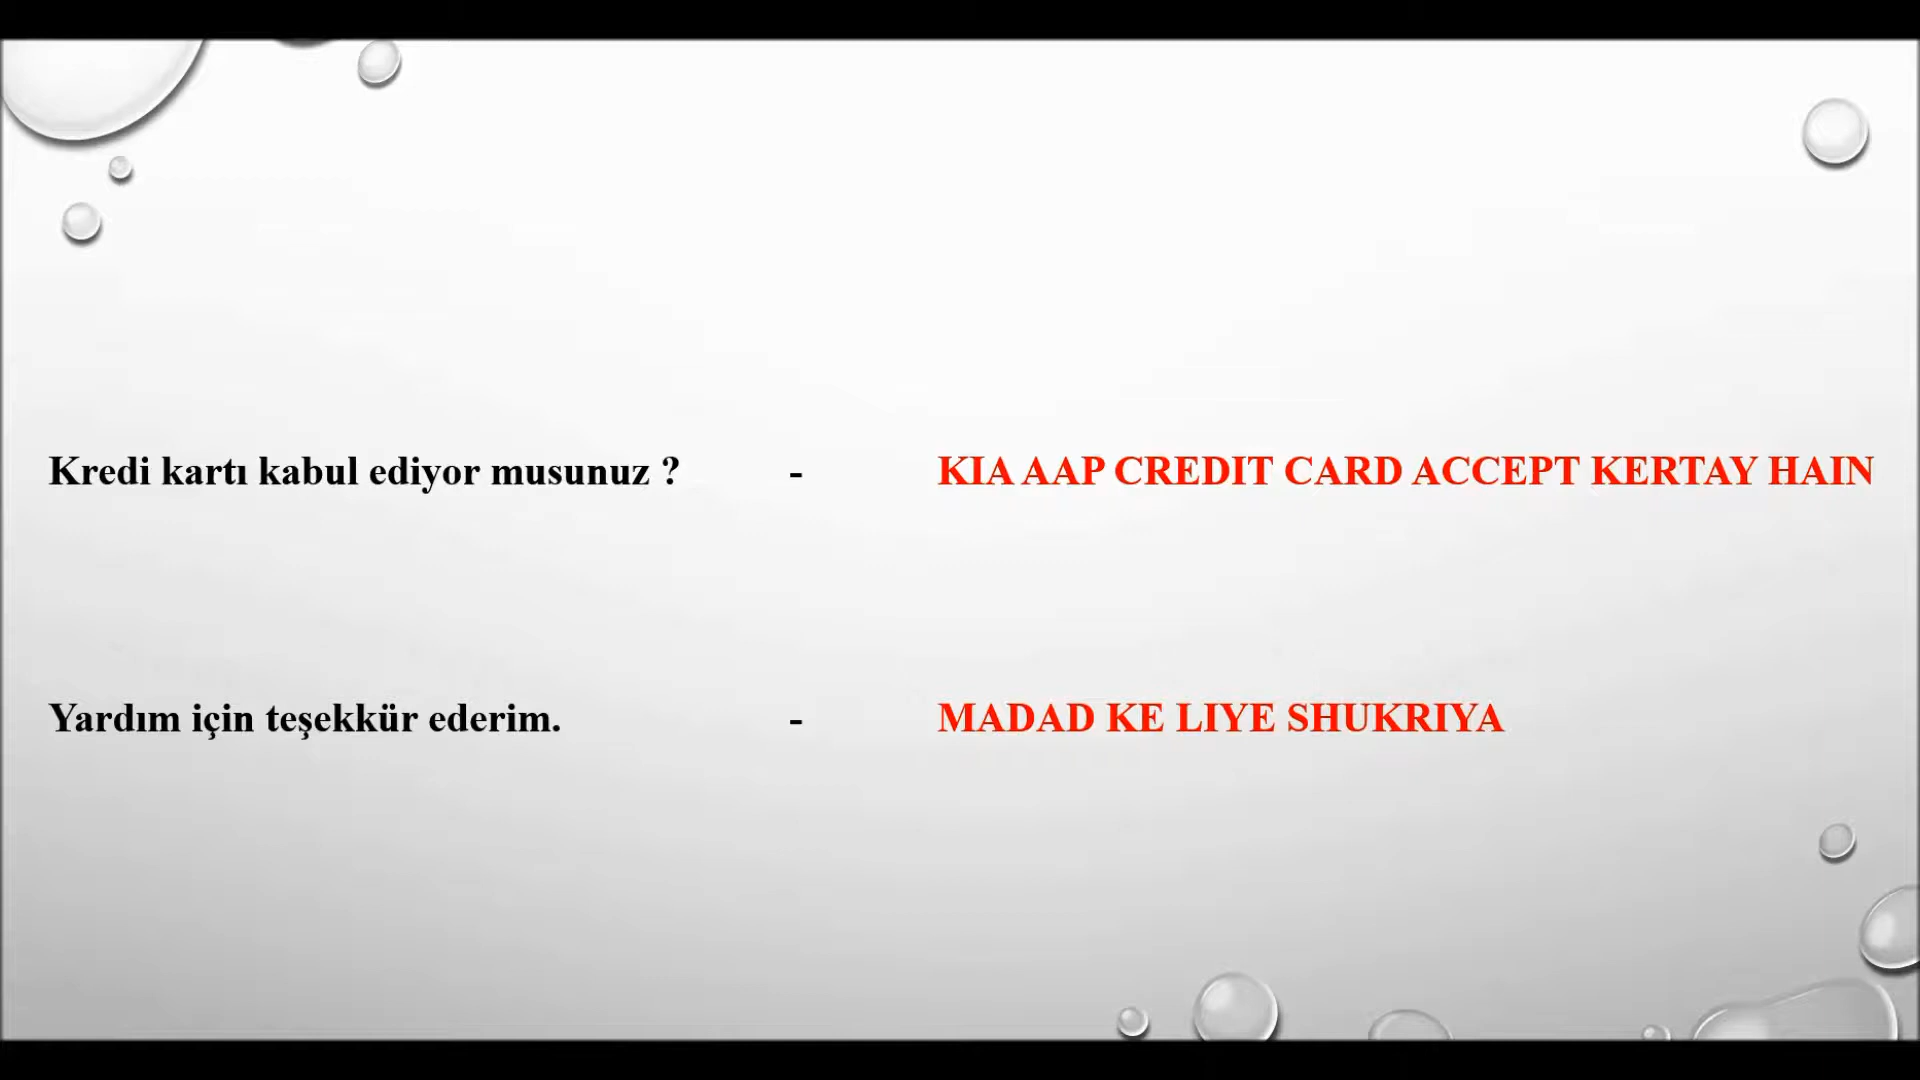 Kredi kartı kabul ediyor musunuz ? - KIA AAP CREDIT CARD ACCEPT KERTAY HAIN
Yardım için teşekkür ederim. - MADAD KE LIYE SHUKRIYA